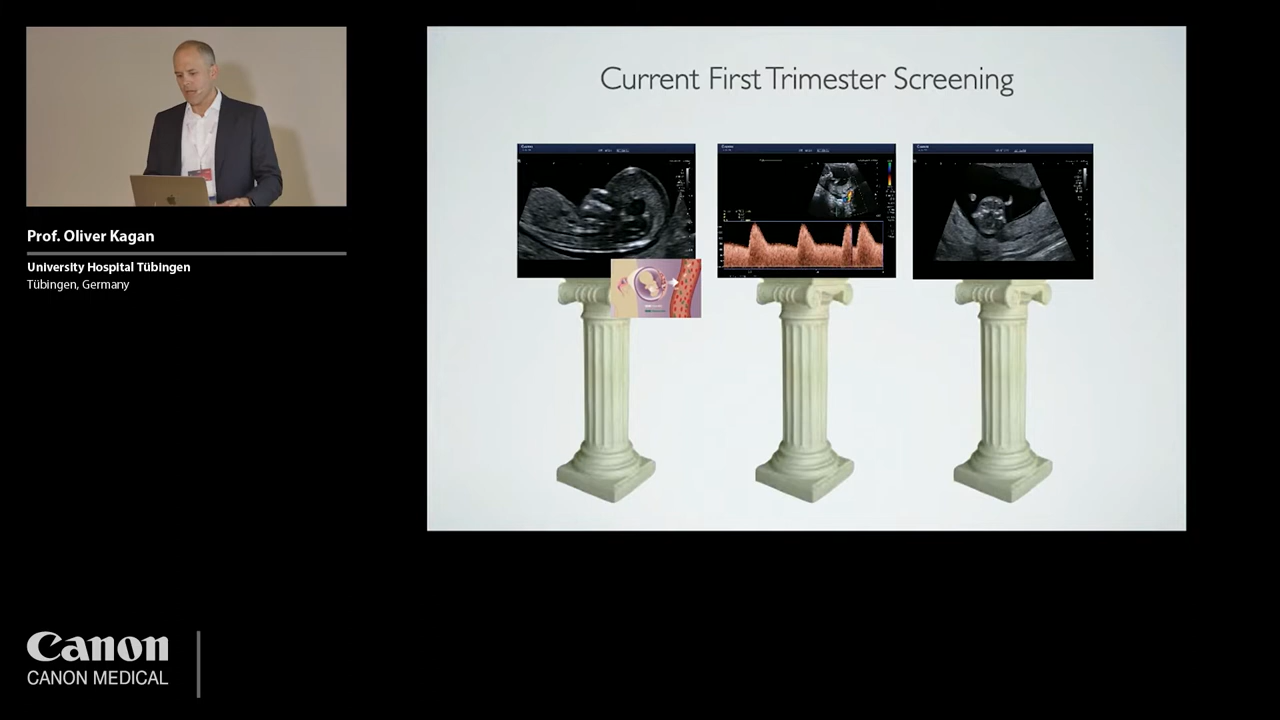 Current First Trimester Screening
Prof. Oliver Kagan
University Hospital Tübingen
Tübingen, Germany
Canon
CANON MEDICAL